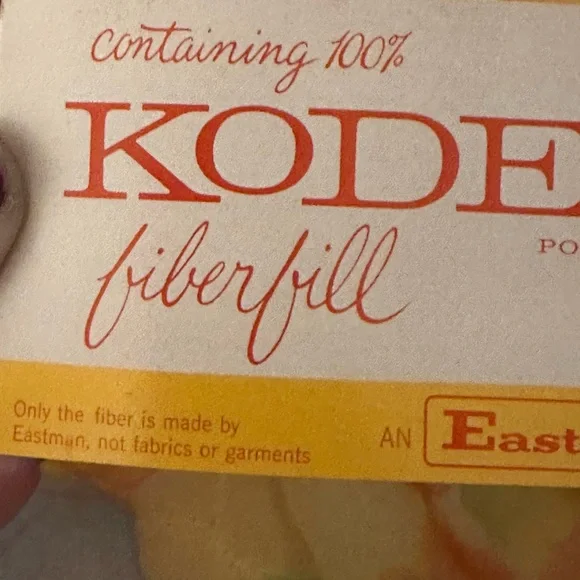 containing 100%
KODE
PO
fiberfill
Only the fiber is made by
Eastman, not fabrics or garments
AN East